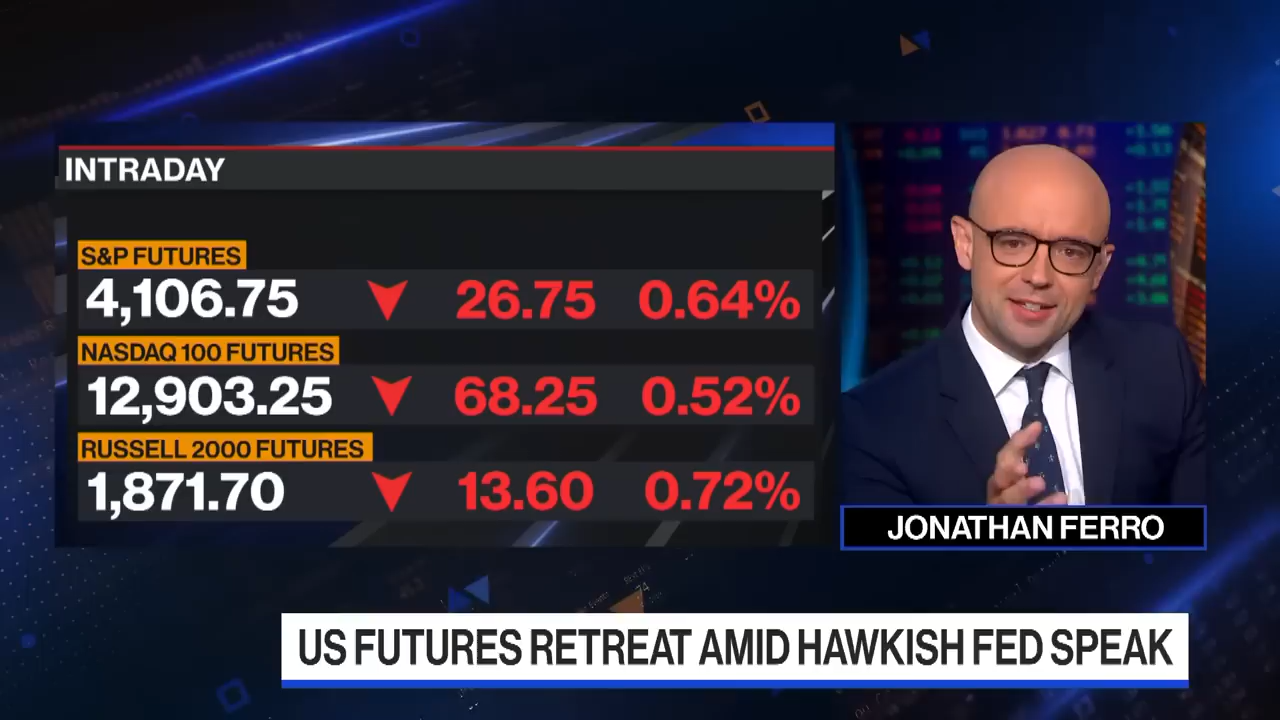 INTRADAY
S&P FUTURES
4,106.75 26.75 0.64%
NASDAQ 100 FUTURES
12,903.25 68.25 0.52%
RUSSELL 2000 FUTURES
1,871.70 13.60 0.72%
JONATHAN FERRO
US FUTURES RETREAT AMID HAWKISH FED SPEAK